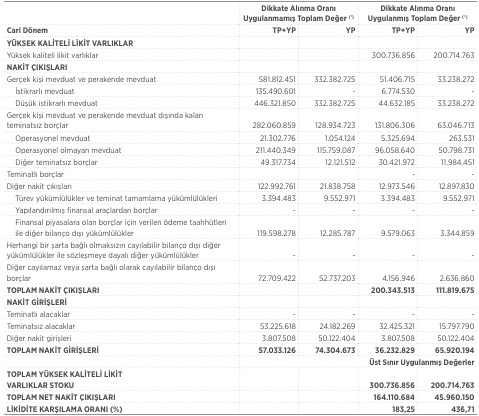 Dikkate Alınma Oranı Uygulanmamış Toplam Değer (*) Dikkate Alınma Oranı Uygulanmış Toplam Değer (*)
Cari Dönem TP+YP YP TP+YP YP
YÜKSEK KALİTELİ LİKİT VARLIKLAR
Yüksek kaliteli likit varlıklar 300.736.856 200.714.763
NAKİT ÇIKIŞLARI
Gerçek kişi mevduat ve perakende mevduat 581.812.451 332.382.725 51.406.715 33.238.272
İstikrarlı mevduat 135.490.601 - 6.774.530 -
Düşük istikrarlı mevduat 446.321.850 332.382.725 44.632.185 33.238.272
Gerçek kişi mevduat ve perakende mevduat dışında kalan
teminatsız borçlar 282.060.859 128.934.723 131.806.306 63.046.713
Operasyonel mevduat 21.302.776 1.054.124 5.325.694 263.531
Operasyonel olmayan mevduat 211.440.349 115.759.087 96.058.640 50.798.731
Diğer teminatsız borçlar 49.317.734 12.121.512 30.421.972 11.984.451
Teminatlı borçlar - -
Diğer nakit çıkışları 122.992.761 21.838.758 12.973.546 12.897.830
Türev yükümlülükler ve teminat tamamlama yükümlülükleri 3.394.483 9.552.971 3.394.483 9.552.971
Yapılandırılmış finansal araçlardan borçlar - - - -
Finansal piyasalara olan borçlar için verilen ödeme taahhütleri
ile diğer bilanço dışı yükümlülükler 119.598.278 12.285.787 9.579.063 3.344.859
Herhangi bir şarta bağlı olmaksızın cayılabilir bilanço dışı diğer
yükümlülükler ile sözleşmeye dayalı diğer yükümlülükler - - - -
Diğer cayılamaz veya şarta bağlı olarak cayılabilir bilanço dışı
borçlar 72.709.422 52.737.203 4.156.946 2.636.860
TOPLAM NAKİT ÇIKIŞLARI 200.343.513 111.819.675
NAKİT GİRİŞLERİ
Teminatlı alacaklar - - - -
Teminatsız alacaklar 53.225.618 24.182.269 32.425.321 15.797.790
Diğer nakit girişleri 3.807.508 50.122.404 3.807.508 50.122.404
TOPLAM NAKİT GİRİŞLERİ 57.033.126 74.304.673 36.232.829 65.920.194
Üst Sınır Uygulanmış Değerler
TOPLAM YÜKSEK KALİTELİ LİKİT
VARLIKLAR STOKU 300.736.856 200.714.763
TOPLAM NET NAKİT ÇIKIŞLARI 164.110.684 45.960.150
LİKİDİTE KARŞILAMA ORANI (%) 183,25 436,71